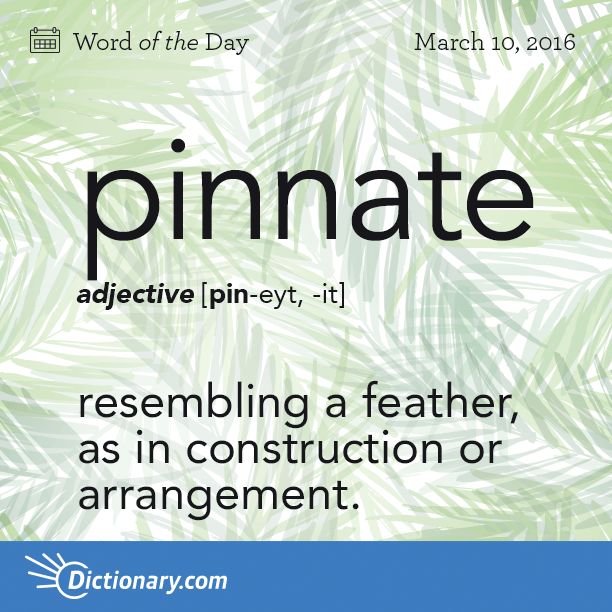 Word of the Day
March 10, 2016
pinnate
adjective [pin-eyt, -it]
resembling a feather,
as in construction or
arrangement.
Dictionary.com